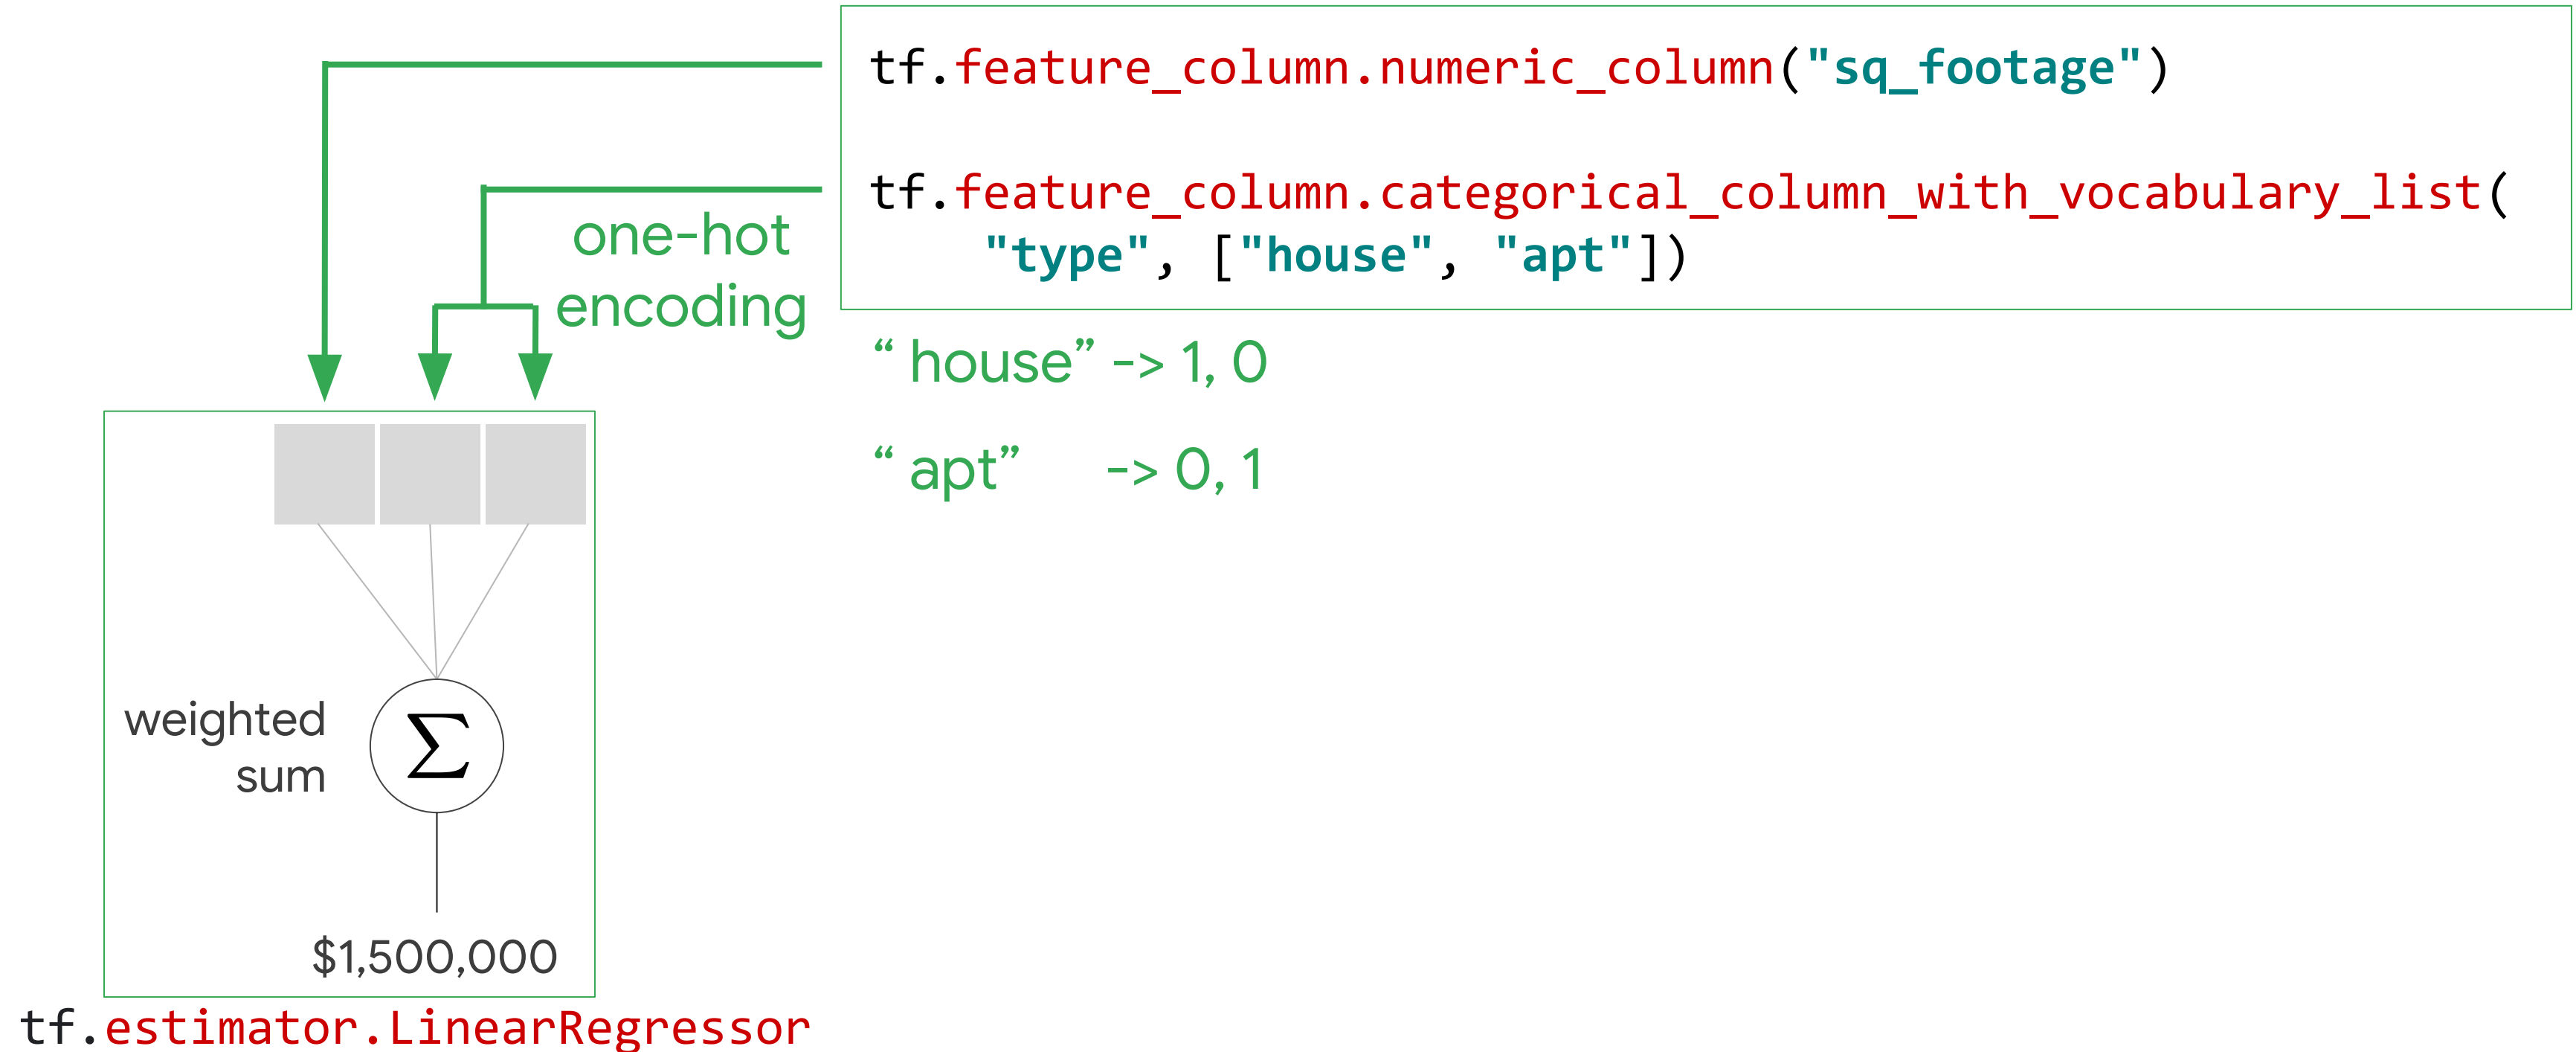 tf.feature_column.numeric_column("sq_footage")
tf.feature_column.categorical_column_with_vocabulary_list(
"type", ["house", "apt"])
one-hot
encoding
“ house” -> 1, 0
“ apt” -> 0, 1
weighted
sum
Σ
$1,500,000
tf.estimator.LinearRegressor